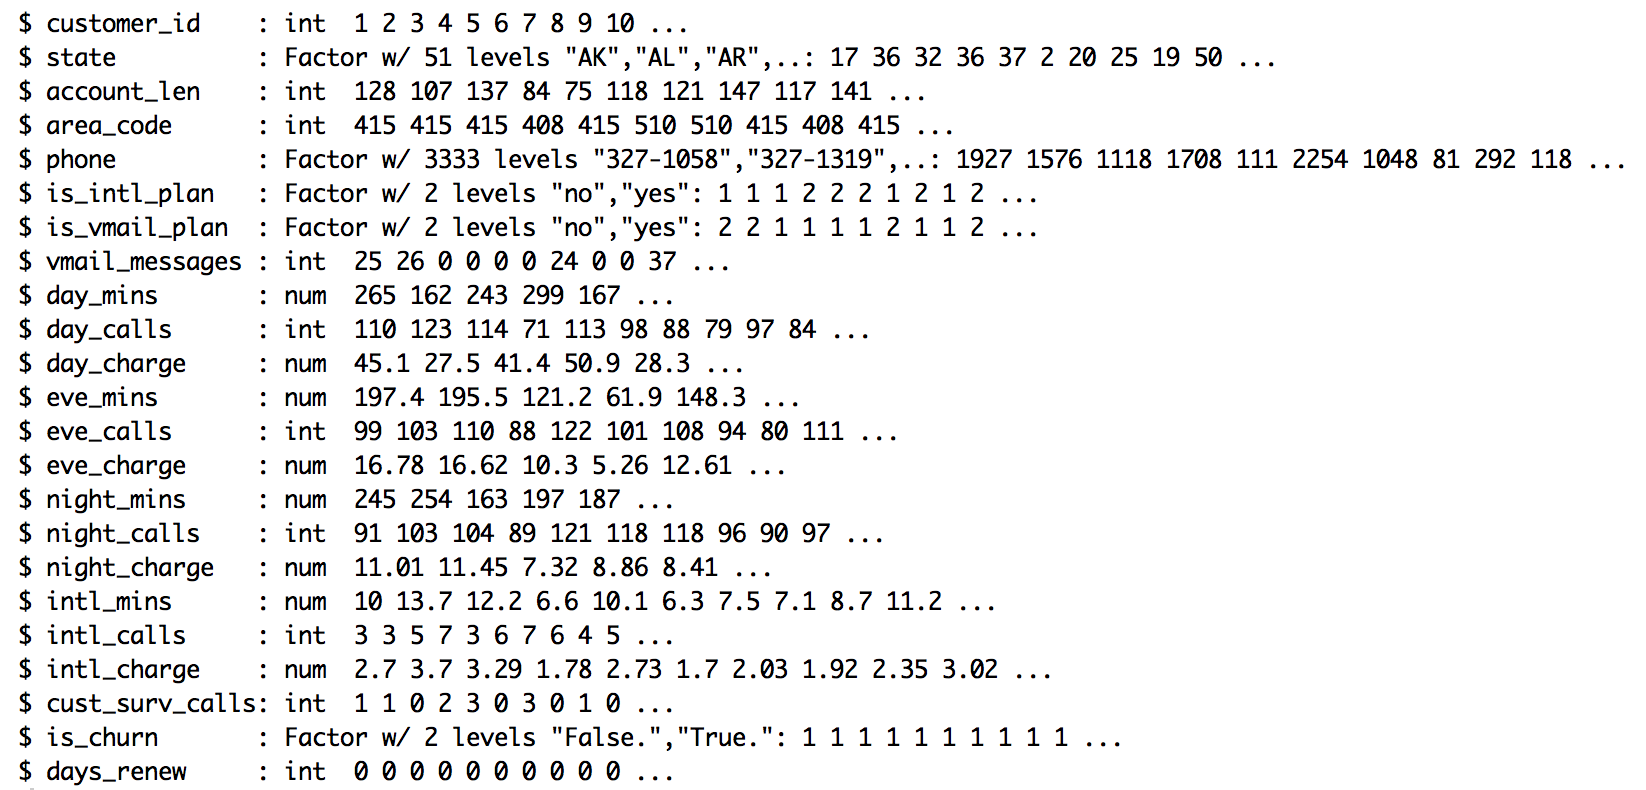 $ customer_id    : int  1 2 3 4 5 6 7 8 9 10 ...
$ state          : Factor w/ 51 levels "AK","AL","AR",..: 17 36 32 36 37 2 20 25 19 50 ...
$ account_len    : int  128 107 137 84 75 118 121 147 117 141 ...
$ area_code      : int  415 415 415 408 415 510 510 415 408 415 ...
$ phone          : Factor w/ 3333 levels "327-1058","327-1319",..: 1927 1576 1118 1708 111 2254 1048 81 292 118 ...
$ is_intl_plan   : Factor w/ 2 levels "no","yes": 1 1 1 2 2 2 1 2 1 2 ...
$ is_vmail_plan  : Factor w/ 2 levels "no","yes": 2 2 1 1 1 1 2 1 1 2 ...
$ vmail_messages : int  25 26 0 0 0 0 24 0 0 37 ...
$ day_mins       : num  265 162 243 299 167 ...
$ day_calls      : int  110 123 114 71 113 98 88 79 97 84 ...
$ day_charge     : num  45.1 27.5 41.4 50.9 28.3 ...
$ eve_mins       : num  197.4 195.5 121.2 61.9 148.3 ...
$ eve_calls      : int  99 103 110 88 122 101 108 94 80 111 ...
$ eve_charge     : num  16.78 16.62 10.3 5.26 12.61 ...
$ night_mins     : num  245 254 163 197 187 ...
$ night_calls    : int  91 103 104 89 121 118 118 96 90 97 ...
$ night_charge   : num  11.01 11.45 7.32 8.86 8.41 ...
$ intl_mins      : num  10 13.7 12.2 6.6 10.1 6.3 7.5 7.1 8.7 11.2 ...
$ intl_calls     : int  3 3 5 7 3 6 7 6 4 5 ...
$ intl_charge    : num  2.7 3.7 3.29 1.78 2.73 1.7 2.03 1.92 2.35 3.02 ...
$ cust_surv_calls: int  1 1 0 2 3 0 3 0 1 0 ...
$ is_churn       : Factor w/ 2 levels "False.","True.": 1 1 1 1 1 1 1 1 1 1 ...
$ days_renew     : int  0 0 0 0 0 0 0 0 0 0 ...